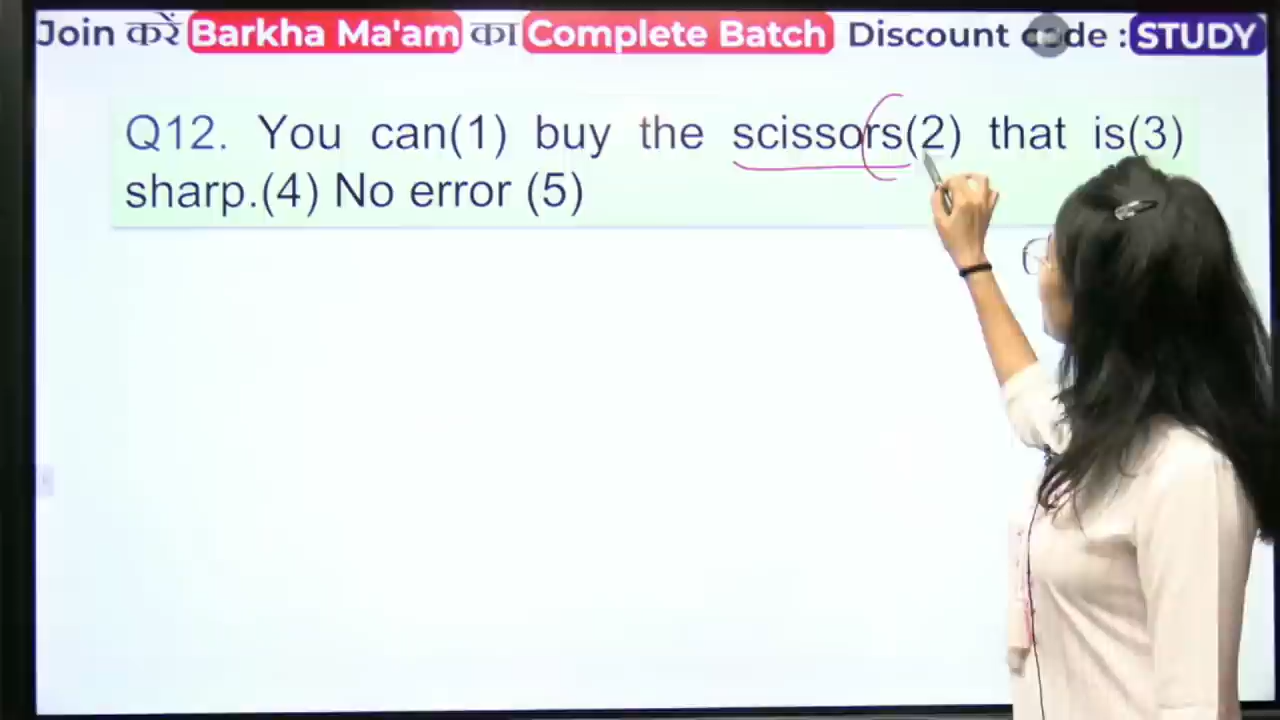 Join करें Barkha Ma'am का Complete Batch Discount code : STUDY
Q12. You can(1) buy the scissors(2) that is(3)
sharp.(4) No error (5)